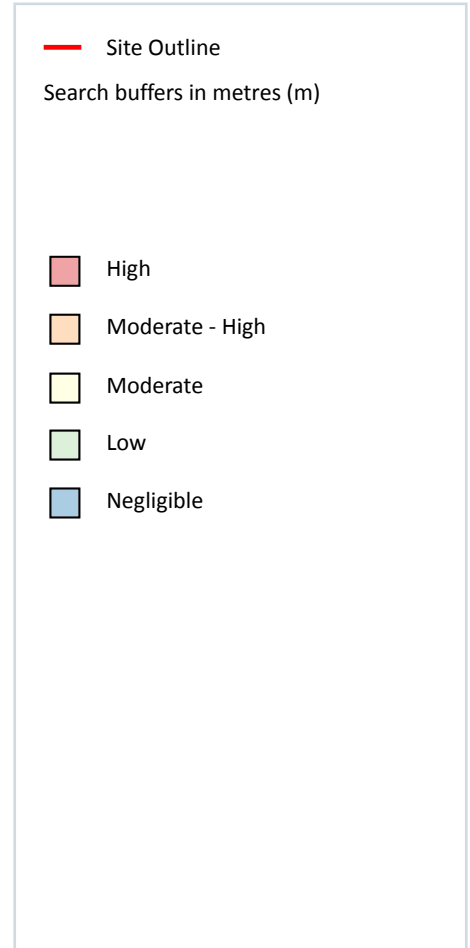 Site Outline
Search buffers in metres (m)
High
Moderate - High
Moderate
Low
Negligible